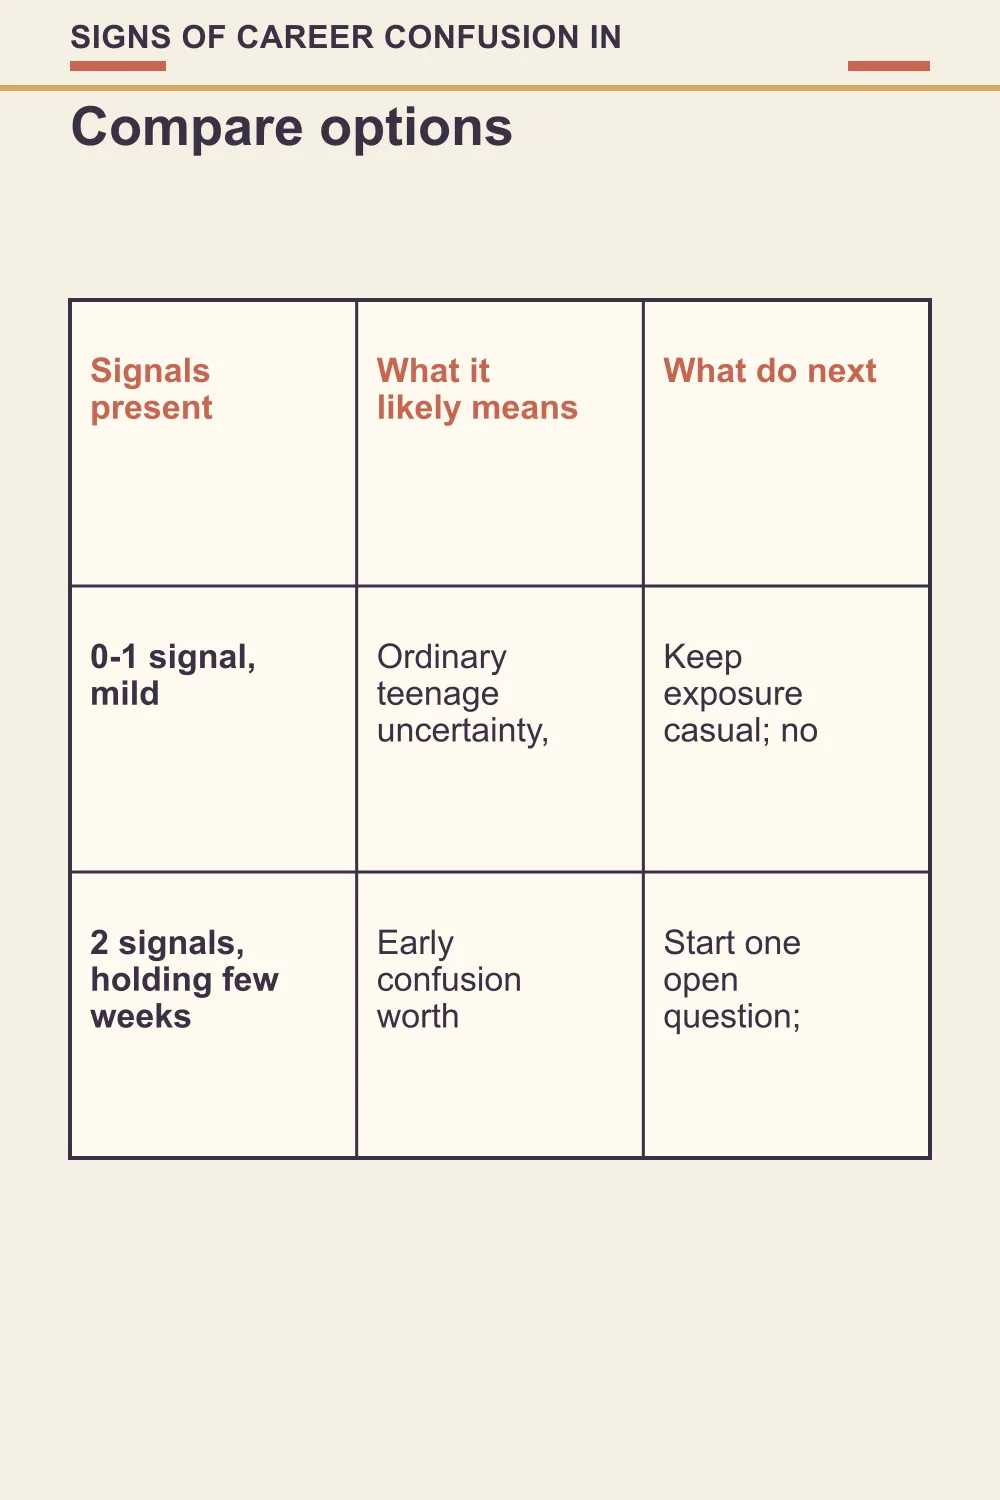 SIGNS OF CAREER CONFUSION IN
Compare options
Signals
present
What it
likely means
What do next
0-1 signal,
mild
Ordinary
teenage
uncertainty,
Keep
exposure
casual; no
2 signals,
holding few
weeks
Early
confusion
worth
Start one
open
question;